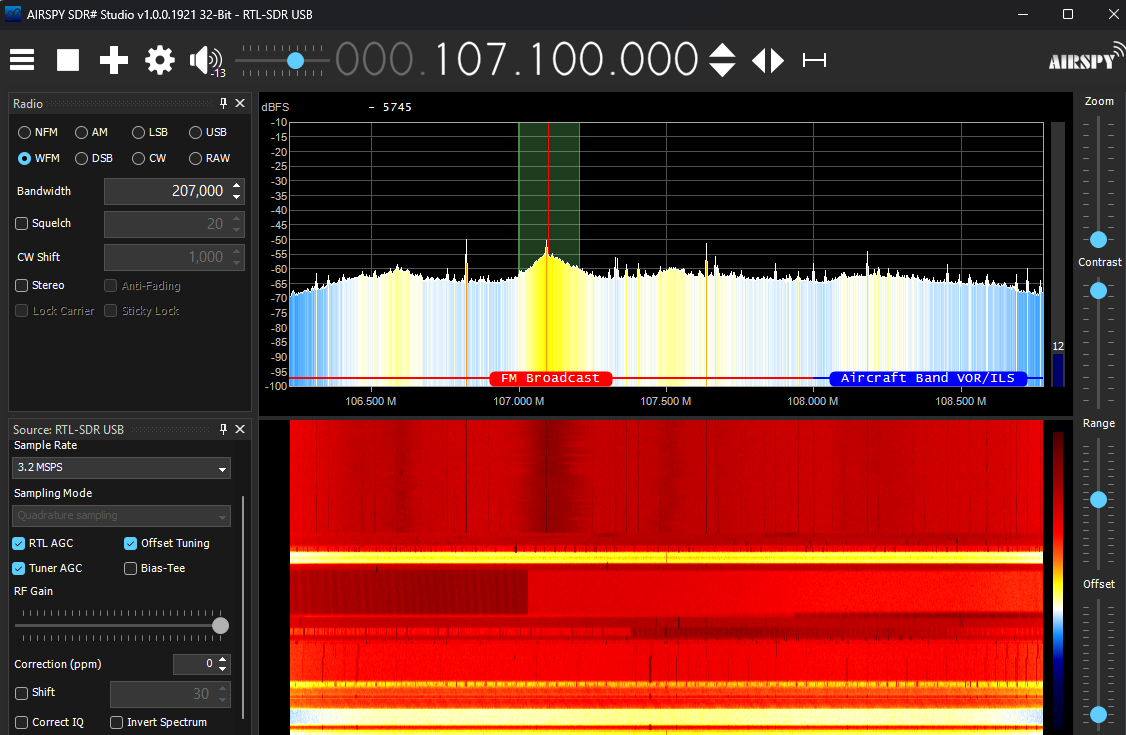 AIRSPY SDR# Studio v1.0.0.1921 32-Bit - RTL-SDR USB
-13
000.107.100.000
AIRSPY
Radio
NFM AM LSB USB
WFM DSB CW RAW
Bandwidth 207,000
Squelch 20
CW Shift 1,000
Stereo Anti-Fading
Lock Carrier Sticky Lock
Source: RTL-SDR USB
Sample Rate
3.2 MSPS
Sampling Mode
Quadrature sampling
RTL AGC Offset Tuning
Tuner AGC Bias-Tee
RF Gain
Correction (ppm) 0
Shift 30
Correct IQ Invert Spectrum
dBFS - 5745
-10
-15
-20
-25
-30
-35
-40
-45
-50
-55
-60
-65
-70
-75
-80
-85
-90
-95
-100
12
FM Broadcast Aircraft Band VOR/ILS
106.500 M 107.000 M 107.500 M 108.000 M 108.500 M
Zoom
Contrast
Range
Offset